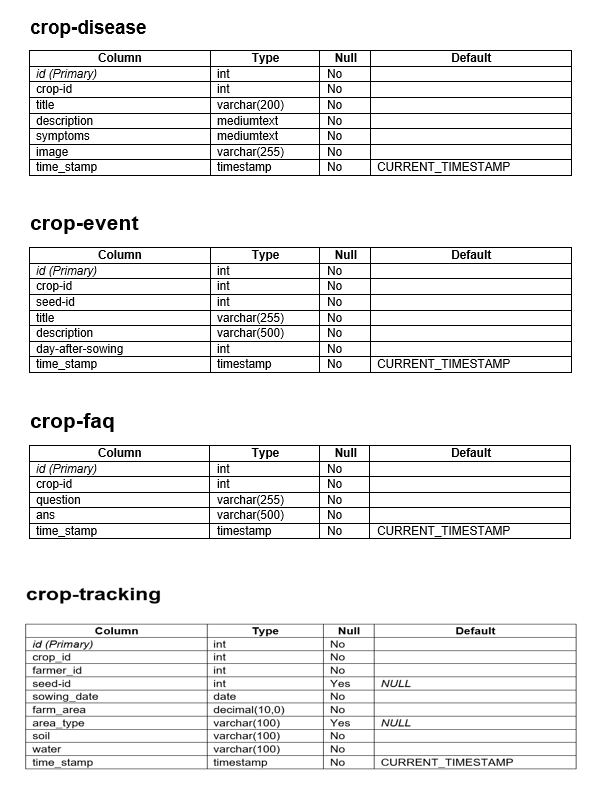 crop-disease
Column Type Null Default
id (Primary) int No
crop-id int No
title varchar(200) No
description mediumtext No
symptoms mediumtext No
image varchar(255) No
time_stamp timestamp No CURRENT_TIMESTAMP
crop-event
Column Type Null Default
id (Primary) int No
crop-id int No
seed-id int No
title varchar(255) No
description varchar(500) No
day-after-sowing int No
time_stamp timestamp No CURRENT_TIMESTAMP
crop-faq
Column Type Null Default
id (Primary) int No
crop-id int No
question varchar(255) No
ans varchar(500) No
time_stamp timestamp No CURRENT_TIMESTAMP
crop-tracking
Column Type Null Default
id (Primary) int No
crop_id int No
farmer_id int No
seed-id int Yes NULL
sowing_date date No
farm_area decimal(10,0) No
area_type varchar(100) Yes NULL
soil varchar(100) No
water varchar(100) No
time_stamp timestamp No CURRENT_TIMESTAMP